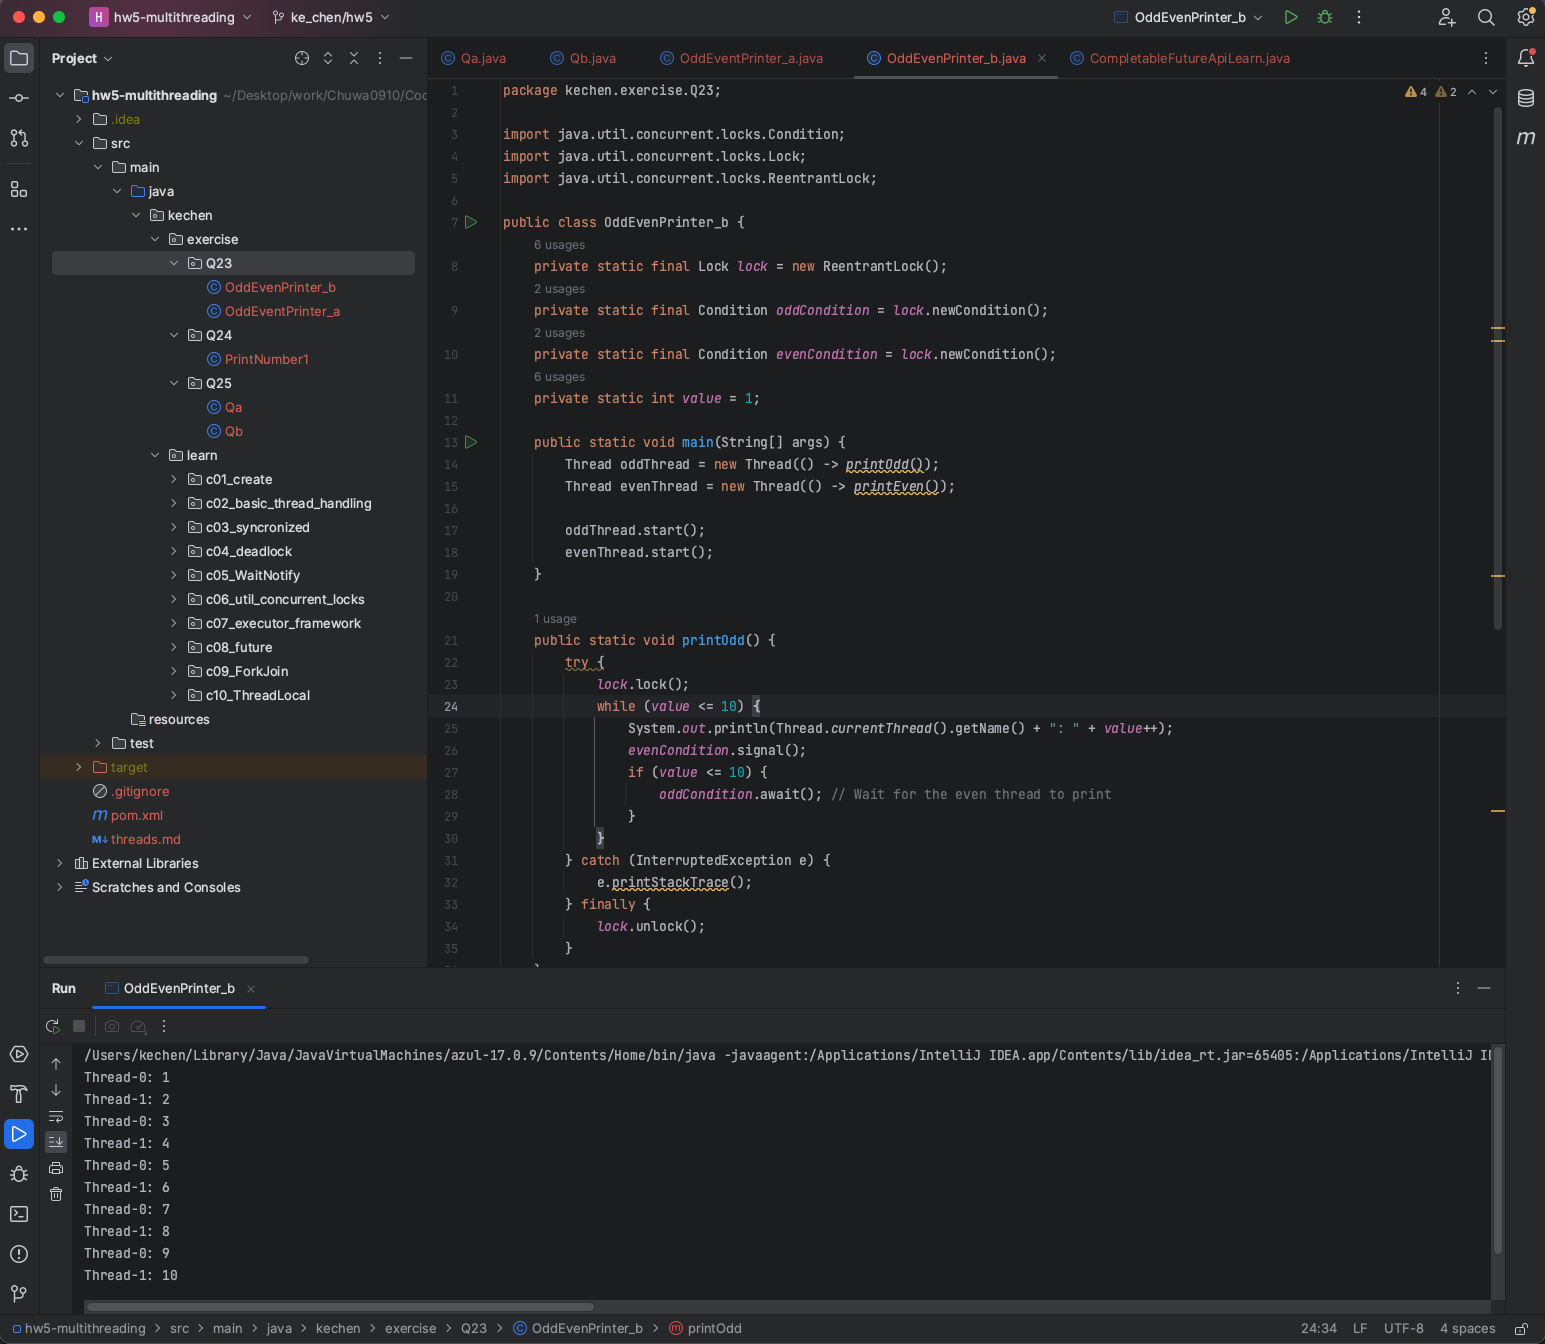 H hw5-multithreading ke_chen/hw5 OddEvenPrinter_b
Project
hw5-multithreading ~/Desktop/work/Chuwa0910/Coc
.idea
src
main
java
kechen
exercise
Q23
OddEvenPrinter_b
OddEventPrinter_a
Q24
PrintNumber1
Q25
Qa
Qb
learn
c01_create
c02_basic_thread_handling
c03_syncronized
c04_deadlock
c05_WaitNotify
c06_util_concurrent_locks
c07_executor_framework
c08_future
c09_ForkJoin
c10_ThreadLocal
resources
test
target
.gitignore
m pom.xml
M↓ threads.md
External Libraries
Scratches and Consoles
Qa.java Qb.java OddEventPrinter_a.java OddEvenPrinter_b.java CompletableFutureApiLearn.java
4 2
m
1 package kechen.exercise.Q23;
2
3 import java.util.concurrent.locks.Condition;
4 import java.util.concurrent.locks.Lock;
5 import java.util.concurrent.locks.ReentrantLock;
6
7 public class OddEvenPrinter_b {
6 usages
8 private static final Lock lock = new ReentrantLock();
2 usages
9 private static final Condition oddCondition = lock.newCondition();
2 usages
10 private static final Condition evenCondition = lock.newCondition();
6 usages
11 private static int value = 1;
12
13 public static void main(String[] args) {
14 Thread oddThread = new Thread(() -> printOdd());
15 Thread evenThread = new Thread(() -> printEven());
16
17 oddThread.start();
18 evenThread.start();
19 }
20
1 usage
21 public static void printOdd() {
22 try {
23 lock.lock();
24 while (value <= 10) {
25 System.out.println(Thread.currentThread().getName() + ": " + value++);
26 evenCondition.signal();
27 if (value <= 10) {
28 oddCondition.await(); // Wait for the even thread to print
29 }
30 }
31 } catch (InterruptedException e) {
32 e.printStackTrace();
33 } finally {
34 lock.unlock();
35 }
Run OddEvenPrinter_b
/Users/kechen/Library/Java/JavaVirtualMachines/azul-17.0.9/Contents/Home/bin/java -javaagent:/Applications/IntelliJ IDEA.app/Contents/lib/idea_rt.jar=65405:/Applications/IntelliJ ID
Thread-0: 1
Thread-1: 2
Thread-0: 3
Thread-1: 4
Thread-0: 5
Thread-1: 6
Thread-0: 7
Thread-1: 8
Thread-0: 9
Thread-1: 10
hw5-multithreading > src > main > java > kechen > exercise > Q23 > OddEvenPrinter_b > m printOdd 24:34 LF UTF-8 4 spaces